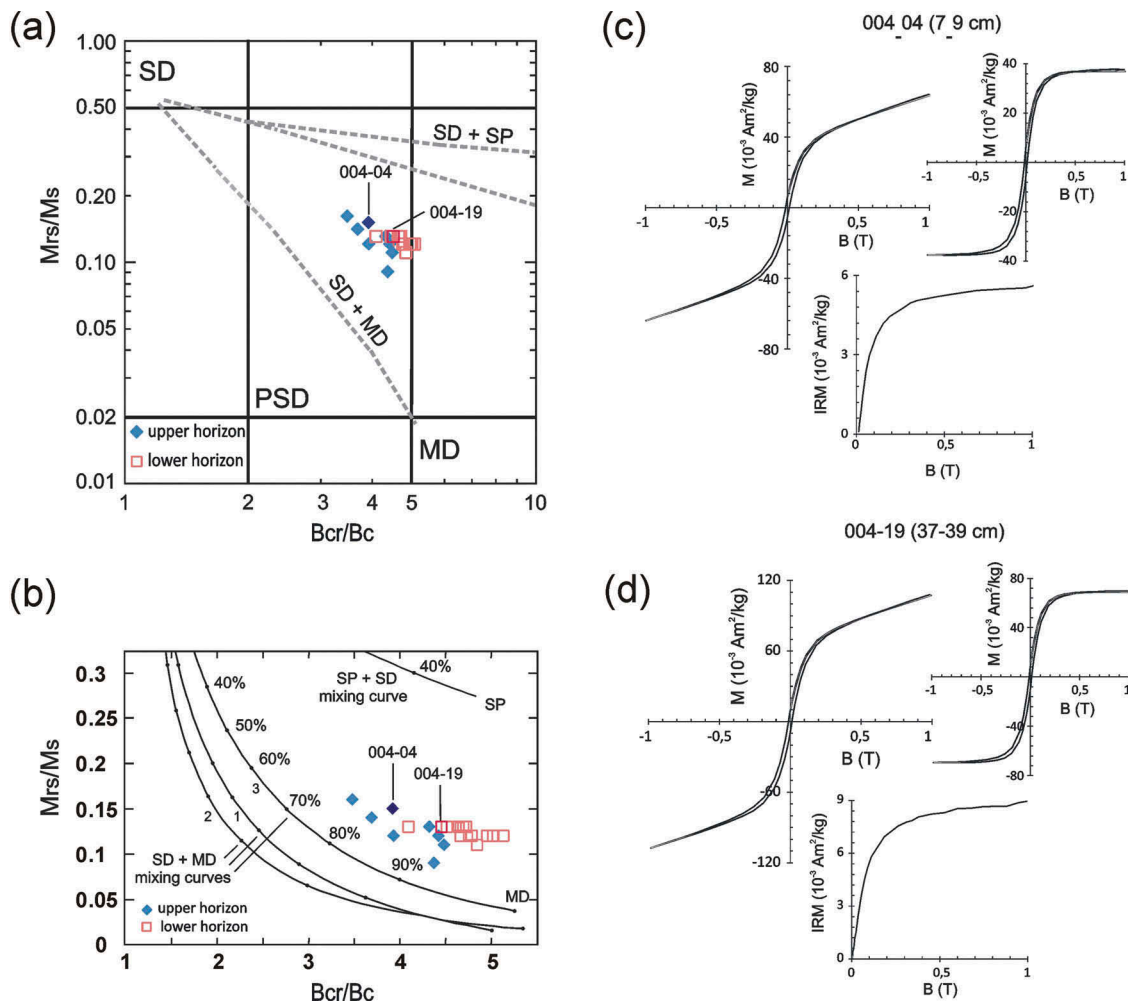 (a)
1.00
0.50
0.20
0.10
0.05
0.02
0.01
Mrs/Ms
SD
SD + SP
004-04
004-19
SD + MD
PSD
MD
upper horizon
lower horizon
1 2 3 4 5 10
Bcr/Bc
(b)
0.3
0.25
0.2
0.15
0.1
0.05
0
Mrs/Ms
40%
50%
60%
70%
80%
90%
40%
SP + SD
mixing curve
SP
004-04
004-19
3
1
2
SD + MD
mixing curves
MD
upper horizon
lower horizon
1 2 3 4 5
Bcr/Bc
(c)
004_04 (7_9 cm)
80
40
-40
-80
M (10⁻³ Am²/kg)
-1 -0,5 0,5 1
B (T)
40
20
-20
-40
M (10⁻³ Am²/kg)
-1 -0,5 0,5 1
B (T)
6
3
0
IRM (10⁻³ Am²/kg)
0 0,5 1
B (T)
(d)
004-19 (37-39 cm)
120
60
-60
-120
M (10⁻³ Am²/kg)
-1 -0,5 0,5 1
B (T)
80
40
-40
-80
M (10⁻³ Am²/kg)
-1 -0,5 0,5 1
B (T)
9
6
3
0
IRM (10⁻³ Am²/kg)
0 0,5 1
B (T)